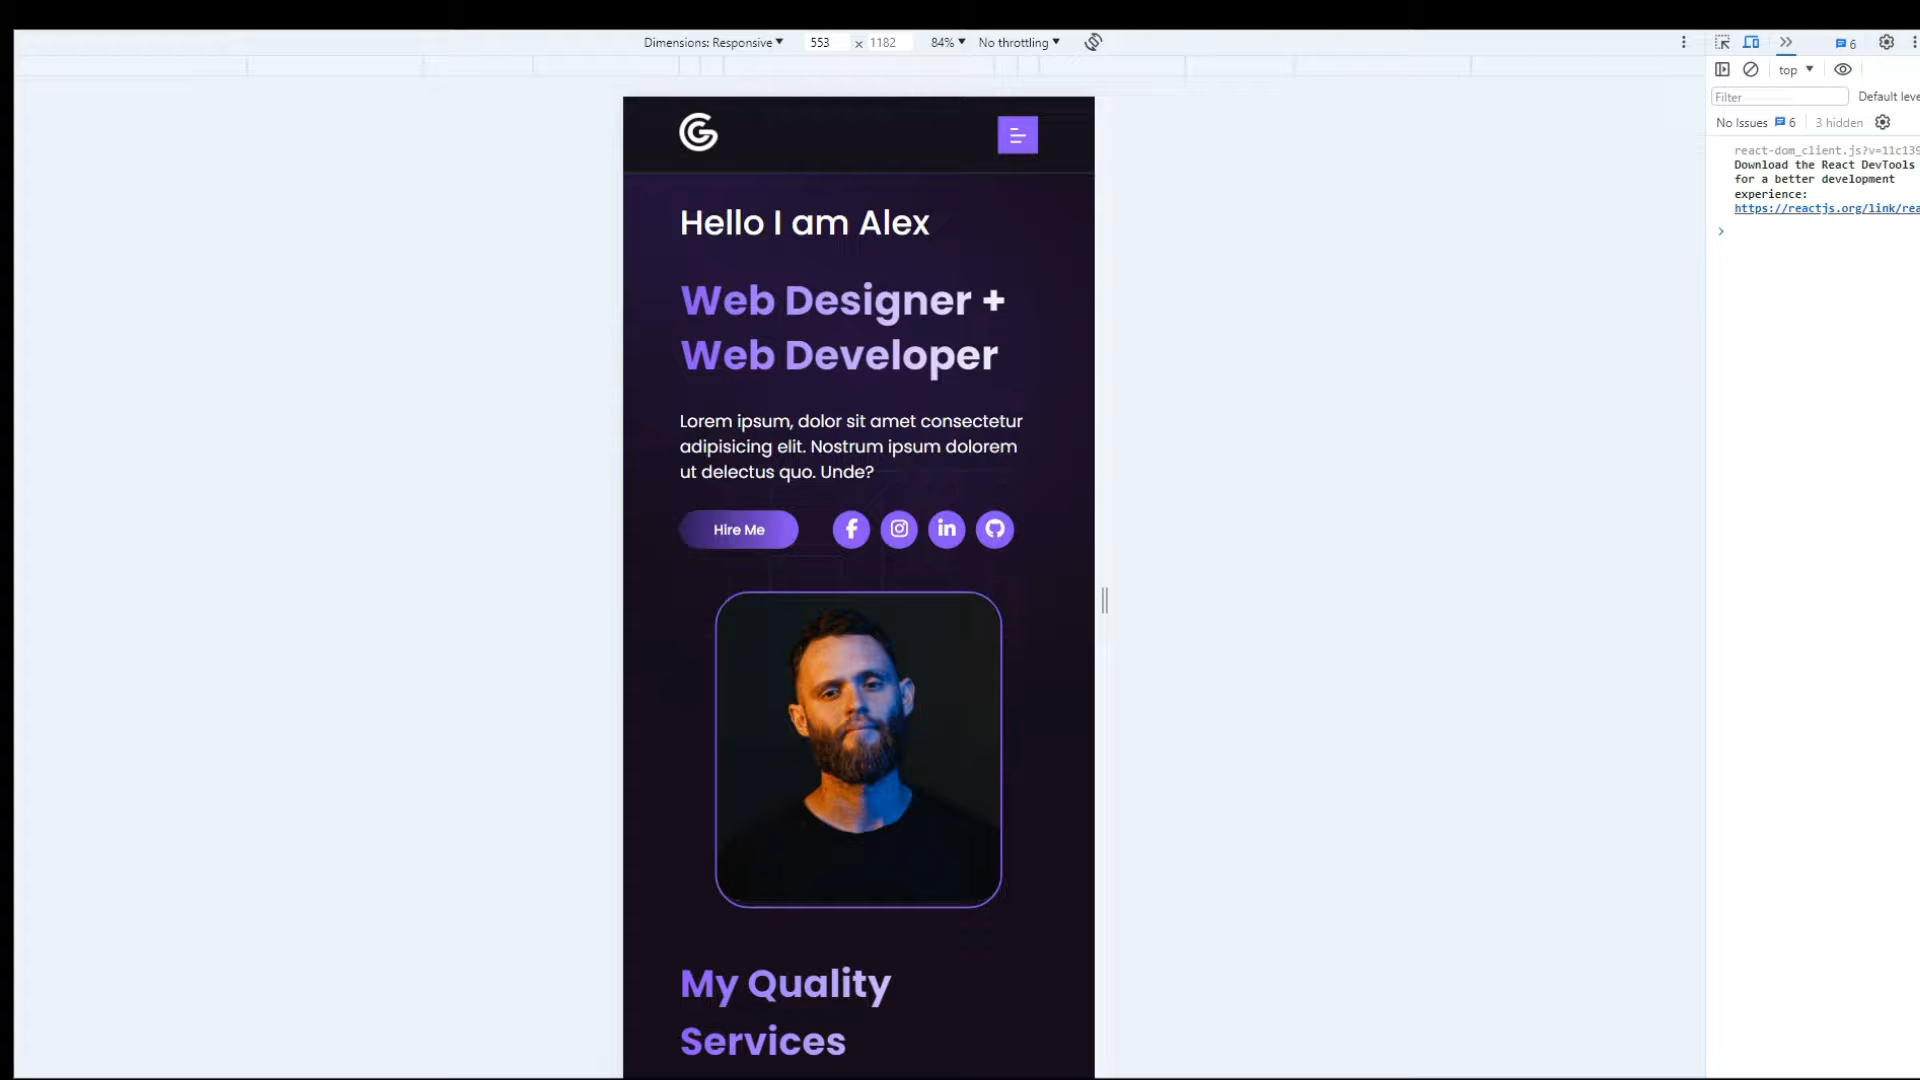 Dimensions: Responsive 553 x 1182 84% No throttling
6
top
Filter Default leve
No Issues 6 3 hidden
react-dom_client.js?v=11c139
Download the React DevTools
for a better development
experience:
https://reactjs.org/link/rea
Hello I am Alex
Web Designer +
Web Developer
Lorem ipsum, dolor sit amet consectetur
adipisicing elit. Nostrum ipsum dolorem
ut delectus quo. Unde?
Hire Me
My Quality
Services